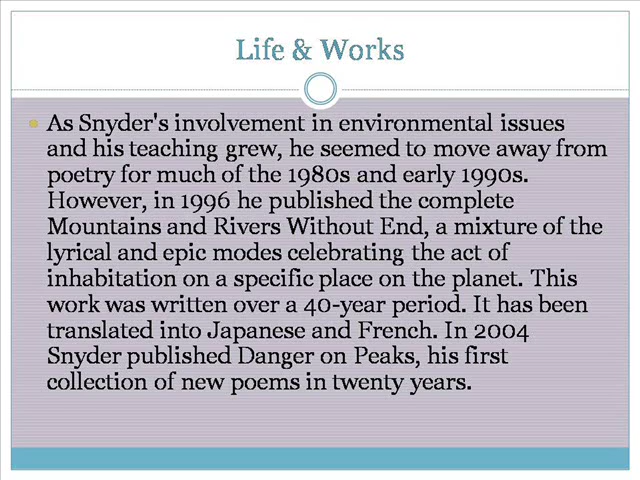 Life & Works
As Snyder's involvement in environmental issues
and his teaching grew, he seemed to move away from
poetry for much of the 1980s and early 1990s.
However, in 1996 he published the complete
Mountains and Rivers Without End, a mixture of the
lyrical and epic modes celebrating the act of
inhabitation on a specific place on the planet. This
work was written over a 40-year period. It has been
translated into Japanese and French. In 2004
Snyder published Danger on Peaks, his first
collection of new poems in twenty years.